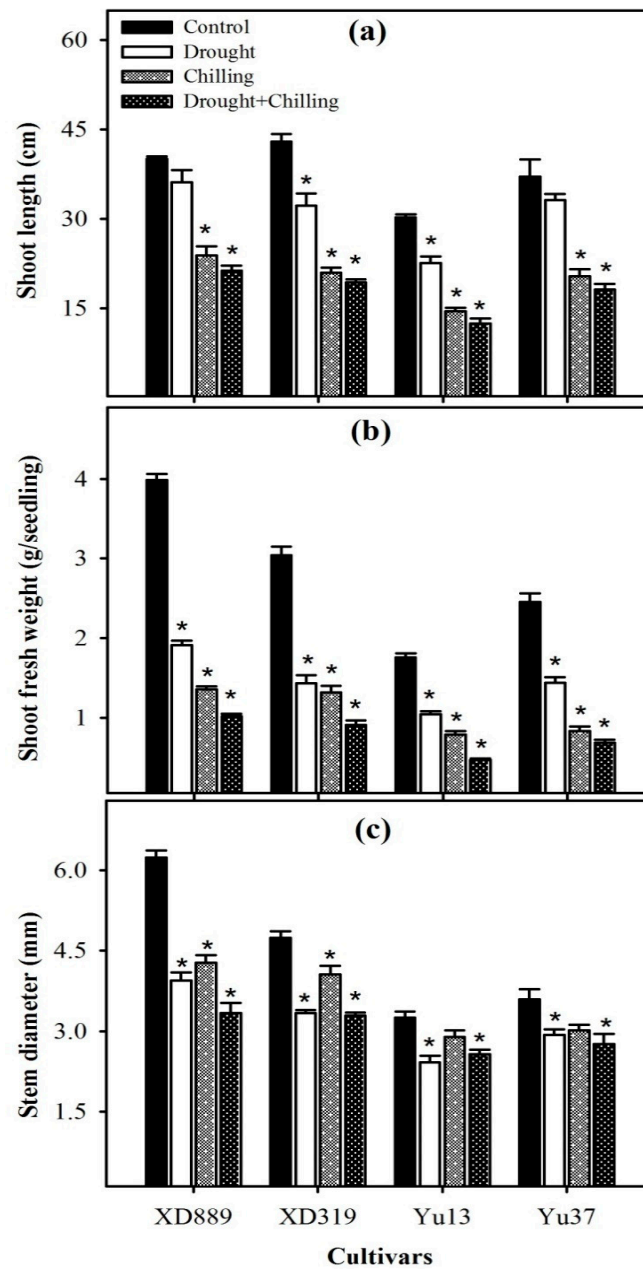 (a)
Control
Drought
Chilling
Drought+Chilling
60
45
30
15
Shoot length (cm)
* *
* * *
* * *
* *
(b)
4
3
2
1
Shoot fresh weight (g/seedling)
* * *
* * *
* * *
* * *
(c)
6.0
4.5
3.0
1.5
Stem diameter (mm)
* * *
* * *
* *
* *
XD889 XD319 Yu13 Yu37
Cultivars